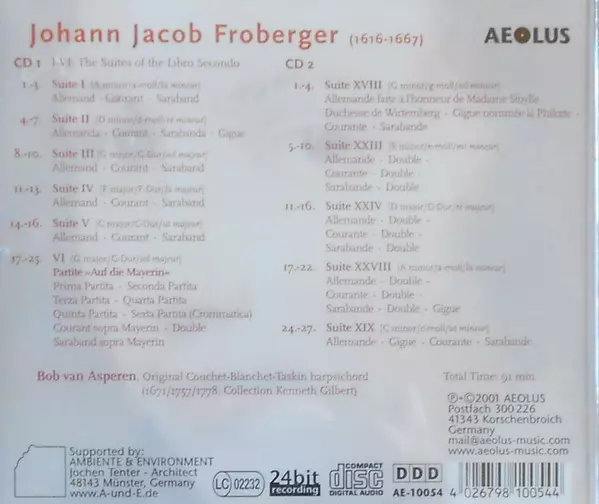 Johann Jacob Froberger (1616-1667)
AEOLUS
CD 1 I-VI: The Suites of the Libro Secondo
1.-3. Suite I (A minor/a-moll/la mineur)
Allemand - Courant - Saraband
4.-7. Suite II (D minor/d-moll/ré mineur)
Allemanda - Courant - Sarabanda - Gigue
8.-10. Suite III (G major/G-Dur/sol majeur)
Allemand - Courant - Saraband
11.-13. Suite IV (F major/F-Dur/fa majeur)
Allemand - Courant - Saraband
14.-16. Suite V (C major/C-Dur/ut majeur)
Allemand - Courant - Saraband
17.-25. VI (G major/G-Dur/sol majeur)
Partite »Auf die Mayerin«
Prima Partita - Seconda Partita
Terza Partita - Quarta Partita
Quinta Partita - Sexta Partita (Crommatica)
Courant sopra Mayerin - Double
Saraband sopra Mayerin
CD 2
1.-4. Suite XVIII (G minor/g-moll/sol mineur)
Allemande faite à l'honneur de Madame Sibylle
Duchesse de Wirtemberg - Gigue nommée la Philotte -
Courante - Sarabande
5.-10. Suite XXIII (E minor/e-moll/mi mineur)
Allemande - Double -
Courante - Double -
Sarabande - Double
11.-16. Suite XXIV (D major/D-Dur/ré majeur)
Allemande - Double -
Courante - Double -
Sarabande - Double
17.-22. Suite XXVIII (A minor/a-moll/la mineur)
Allemande - Double -
Courante - Double -
Sarabande - Double - Gigue
24.-27. Suite XIX (C minor/c-moll/ut mineur)
Allemande - Gigue - Courante - Sarabande
Bob van Asperen, Original Couchet-Blanchet-Taskin harpsichord
(1671/1757/1778, Collection Kenneth Gilbert)
Total Time: 91 min.
℗+©2001 AEOLUS
Postfach 300 226
41343 Korschenbroich
Germany
mail@aeolus-music.com
www.aeolus-music.com
Supported by:
AMBIENTE & ENVIRONMENT
Jochen Tenter - Architect
48143 Münster, Germany
www.A-und-E.de
LC 02232
24bit
recording
COMPACT
disc
DIGITAL AUDIO
DDD
AE-10054
4 026798 100544